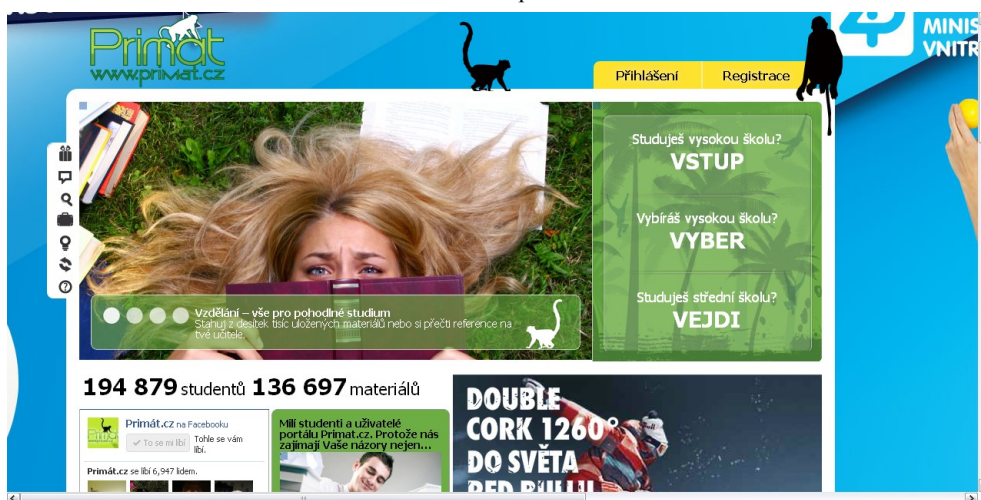 Primát
www.primat.cz
MINIS
VNITR
Přihlášení
Registrace
Studuješ vysokou školu?
VSTUP
Vybíráš vysokou školu?
VYBER
Studuješ střední školu?
VEJDI
Vzdělání – vše pro pohodlné studium
Stahuj z desítek tisíc uložených materiálů nebo si přečti reference na
tvé učitele.
194 879 studentů 136 697 materiálů
Primát.cz na Facebooku
To se mi líbí
Tohle se vám
líbí.
Primát.cz se líbí 6,947 lidem.
Milí studenti a uživatelé
portálu Primat.cz. Protože nás
zajímají Vaše názory nejen...
DOUBLE
CORK 1260°
DO SVĚTA
RED BULLU